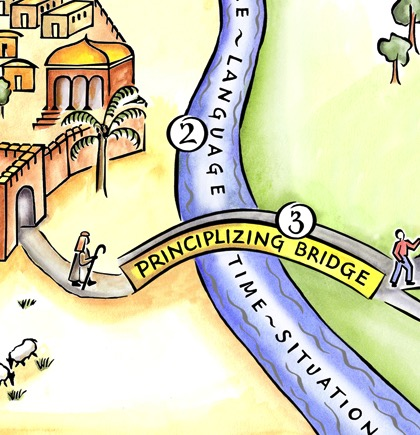 E ~ LANGUAGE
2
3
PRINCIPLIZING BRIDGE
TIME ~ SITUATION